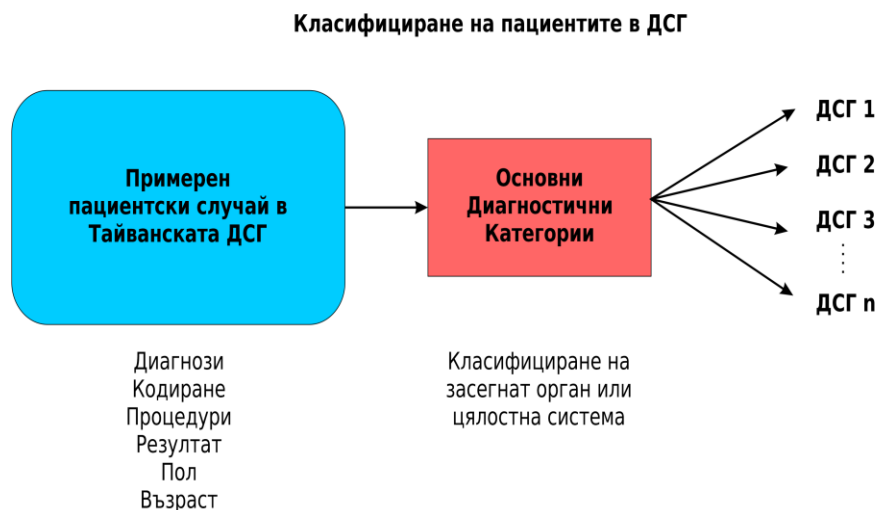 Класифициране на пациентите в ДСГ
Примерен
пациентски случай в
Тайванската ДСГ
Основни
Диагностични
Категории
ДСГ 1
ДСГ 2
ДСГ 3
ДСГ n
Диагнози
Кодиране
Процедури
Резултат
Пол
Възраст
Класифициране на
засегнат орган или
цялостна система